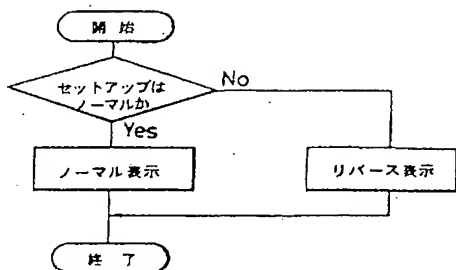 開始
セットアップは
ノーマルか
No
Yes
ノーマル表示
リバース表示
終了